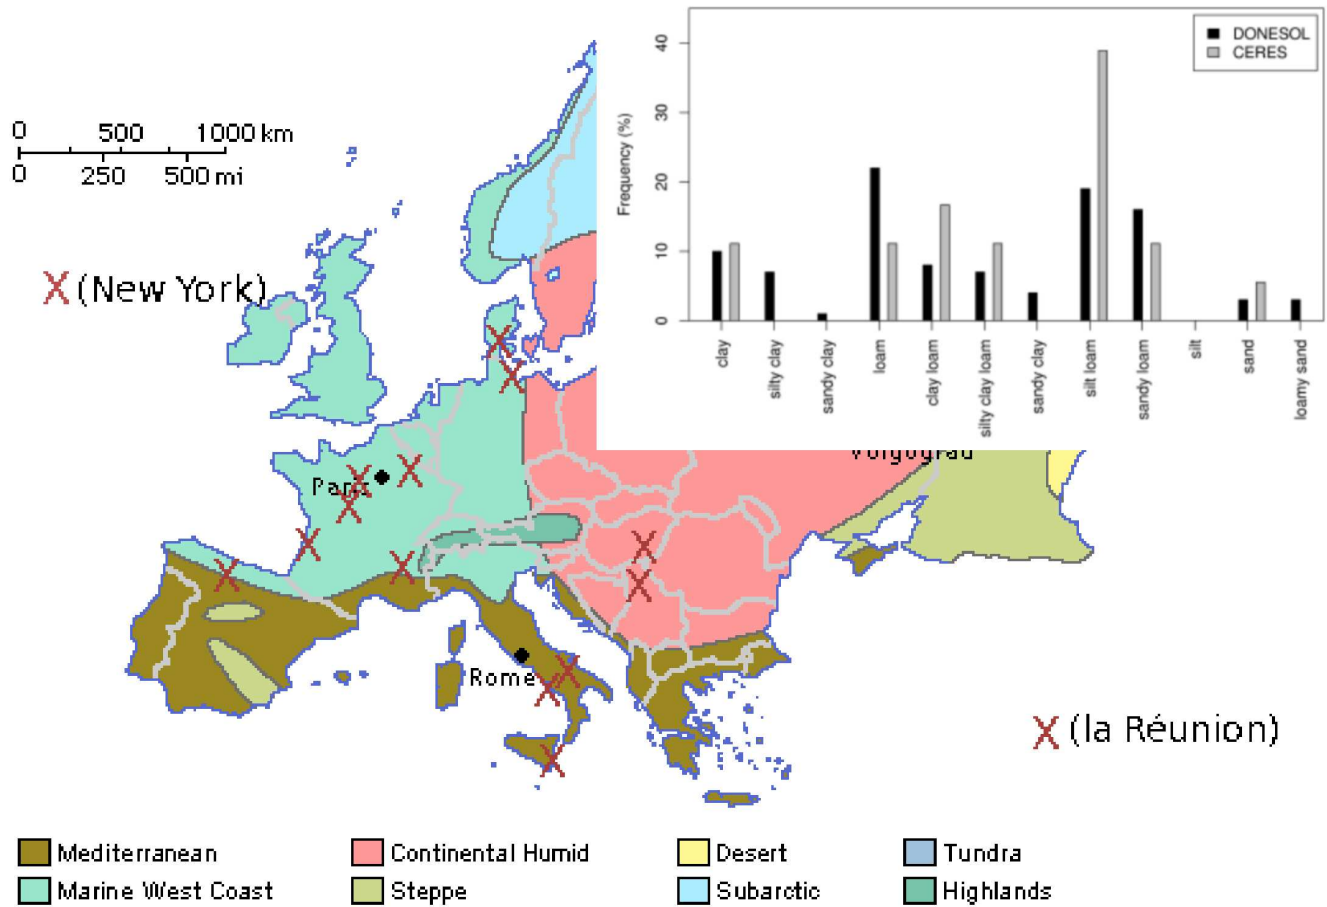 0 500 1000 km
0 250 500 mi
X (New York)
Paris
Rome
Volgograd
X (la Réunion)
Frequency (%)
0
10
20
30
40
DONESOL
CERES
clay
silty clay
sandy clay
loam
clay loam
silty clay loam
sandy clay
silt loam
sandy loam
silt
sand
loamy sand
Mediterranean
Continental Humid
Desert
Tundra
Marine West Coast
Steppe
Subarctic
Highlands